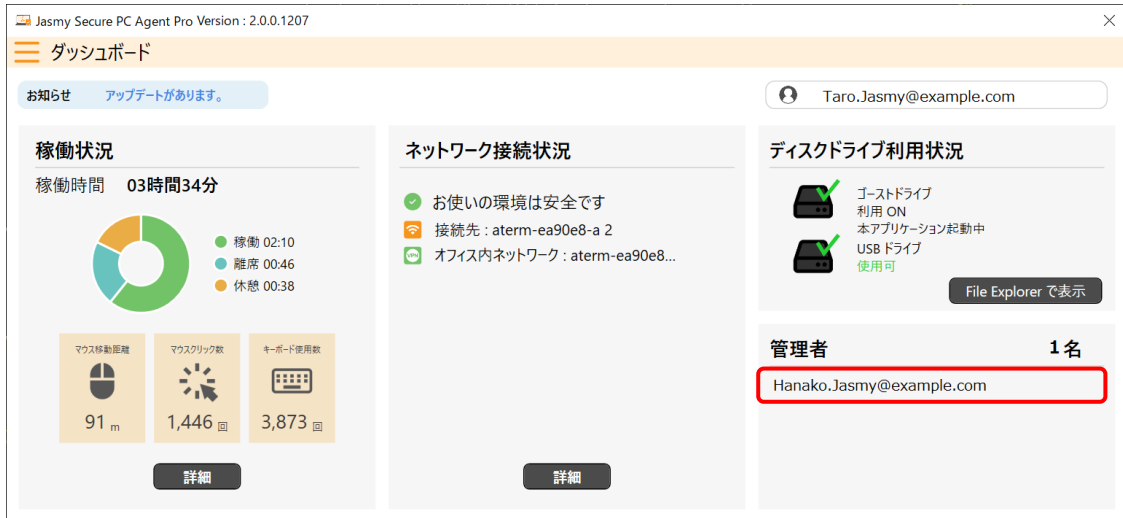 Jasmy Secure PC Agent Pro Version : 2.0.0.1207
ダッシュボード
お知らせ アップデートがあります。
Taro.Jasmy@example.com
稼働状況
稼働時間 03時間34分
稼働 02:10
離席 00:46
休憩 00:38
マウス移動距離
91 m
マウスクリック数
1,446 回
キーボード使用数
3,873 回
詳細
ネットワーク接続状況
お使いの環境は安全です
接続先 : aterm-ea90e8-a 2
VPN オフィス内ネットワーク : aterm-ea90e8...
詳細
ディスクドライブ利用状況
ゴーストドライブ
利用 ON
本アプリケーション起動中
USB ドライブ
使用可
File Explorer で表示
管理者 1名
Hanako.Jasmy@example.com